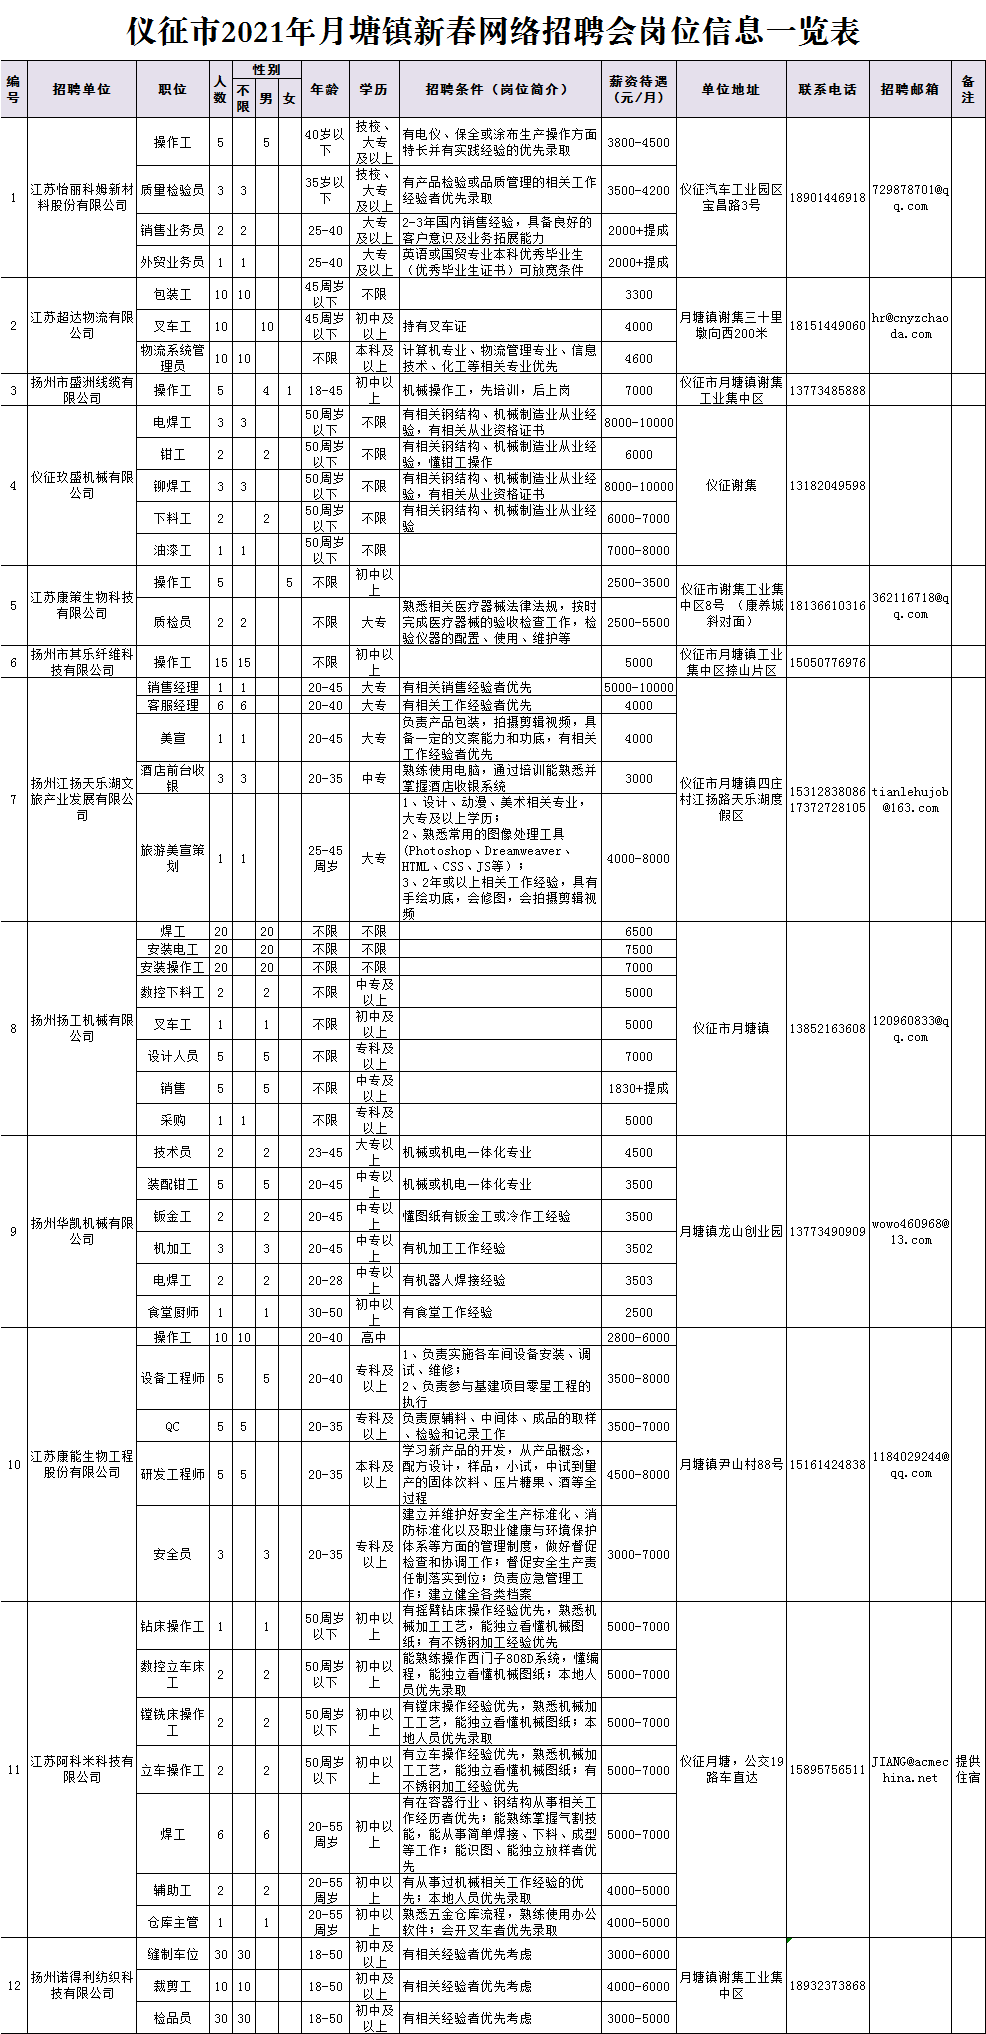 仪征市2021年月塘镇新春网络招聘会岗位信息一览表
编号 招聘单位 职位 人数 性别 不限 男 女 年龄 学历 招聘条件（岗位简介） 薪资待遇（元/月） 单位地址 联系电话 招聘邮箱 备注
1 江苏怡丽科姆新材料股份有限公司 操作工 5 5 40岁以下 技校、大专及以上 有电仪、保全或涂布生产操作方面特长并有实践经验的优先录取 3800-4500 仪征汽车工业园区宝昌路3号 18901446918 729878701@qq.com
质量检验员 3 3 35岁以下 技校、大专及以上 有产品检验或品质管理的相关工作经验者优先录取 3500-4200
销售业务员 2 2 25-40 大专及以上 2-3年国内销售经验，具备良好的客户意识及业务拓展能力 2000+提成
外贸业务员 1 1 25-40 大专及以上 英语或国贸专业本科优秀毕业生（优秀毕业生证书）可放宽条件 2000+提成
2 江苏超达物流有限公司 包装工 10 10 45周岁以下 不限 3300 月塘镇谢集三十里墩向西200米 18151449060 hr@cnyzchaoda.com
叉车工 10 10 45周岁以下 初中及以上 持有叉车证 4000
物流系统管理员 10 10 不限 本科及以上 计算机专业、物流管理专业、信息技术、化工等相关专业优先 4600
3 扬州市盛洲线缆有限公司 操作工 5 4 1 18-45 初中以上 机械操作工，先培训，后上岗 7000 仪征市月塘镇谢集工业集中区 13773485888
4 仪征玖盛机械有限公司 电焊工 3 3 50周岁以下 不限 有相关钢结构、机械制造业从业经验，有相关从业资格证书 8000-10000 仪征谢集 13182049598
钳工 2 2 50周岁以下 不限 有相关钢结构、机械制造业从业经验，懂钳工操作 6000
铆焊工 3 3 50周岁以下 不限 有相关钢结构、机械制造业从业经验，有相关从业资格证书 8000-10000
下料工 2 2 50周岁以下 不限 有相关钢结构、机械制造业从业经验 6000-7000
油漆工 1 1 50周岁以下 不限 7000-8000
5 江苏康策生物科技有限公司 操作工 5 5 不限 初中以上 2500-3500 仪征市谢集工业集中区8号 （康养城斜对面） 18136610316 362116718@qq.com
质检员 2 2 不限 大专 熟悉相关医疗器械法律法规，按时完成医疗器械的验收检查工作，检验仪器的配置、使用、维护等 2500-5500
6 扬州市其乐纤维科技有限公司 操作工 15 15 不限 初中以上 5000 仪征市月塘镇工业集中区捺山片区 15050776976
7 扬州江扬天乐湖文旅产业发展有限公司 销售经理 1 1 20-45 大专 有相关销售经验者优先 5000-10000 仪征市月塘镇四庄村江扬路天乐湖度假区 15312838086 17372728105 tianlehujob@163.com
客服经理 6 6 20-40 大专 有相关工作经验者优先 4000
美宣 1 1 20-45 大专 负责产品包装，拍摄剪辑视频，具备一定的文案能力和功底，有相关工作经验者优先 4000
酒店前台收银 3 3 20-35 中专 熟练使用电脑，通过培训能熟悉并掌握酒店收银系统 3000
旅游美宣策划 1 1 25-45周岁 大专 1、设计、动漫、美术相关专业，大专及以上学历；
2、熟悉常用的图像处理工具(Photoshop、Dreamweaver、HTML、CSS、JS等）；
3、2年或以上相关工作经验，具有手绘功底，会修图，会拍摄剪辑视频 4000-8000
8 扬州扬工机械有限公司 焊工 20 20 不限 不限 6500 仪征市月塘镇 13852163608 120960833@qq.com
安装电工 20 20 不限 不限 7500
安装操作工 20 20 不限 不限 7000
数控下料工 2 2 不限 中专及以上 5000
叉车工 1 1 不限 初中及以上 5000
设计人员 5 5 不限 专科及以上 7000
销售 5 5 不限 中专及以上 1830+提成
采购 1 1 不限 专科及以上 5000
9 扬州华凯机械有限公司 技术员 2 2 23-45 大专以上 机械或机电一体化专业 4500 月塘镇龙山创业园 13773490909 wowo460968@13.com
装配钳工 5 5 20-45 中专以上 机械或机电一体化专业 3500
钣金工 2 2 20-45 中专以上 懂图纸有钣金工或冷作工经验 3500
机加工 3 3 20-45 中专以上 有机加工工作经验 3502
电焊工 2 2 20-28 中专以上 有机器人焊接经验 3503
食堂厨师 1 1 30-50 初中以上 有食堂工作经验 2500
10 江苏康能生物工程股份有限公司 操作工 10 10 20-40 高中 2800-6000 月塘镇尹山村88号 15161424838 1184029244@qq.com
设备工程师 5 5 20-40 专科及以上 1、负责实施各车间设备安装、调试、维修；
2、负责参与基建项目零星工程的执行 3500-8000
QC 5 5 20-35 专科及以上 负责原辅料、中间体、成品的取样、检验和记录工作 3500-7000
研发工程师 5 5 20-35 本科及以上 学习新产品的开发，从产品概念，配方设计，样品，小试，中试到量产的固体饮料、压片糖果、酒等全过程 4500-8000
安全员 3 3 20-35 专科及以上 建立并维护好安全生产标准化、消防标准化以及职业健康与环境保护体系等方面的管理制度，做好督促检查和协调工作；督促安全生产责任制落实到位；负责应急管理工作；建立健全各类档案 3000-7000
11 江苏阿科米科技有限公司 钻床操作工 1 1 50周岁以下 初中以上 有摇臂钻床操作经验优先，熟悉机械加工工艺，能独立看懂机械图纸；有不锈钢加工经验优先 5000-7000 仪征月塘，公交19路车直达 15895756511 JIANG@acmechina.net 提供住宿
数控立车床工 2 2 50周岁以下 初中以上 能熟练操作西门子808D系统，懂编程，能独立看懂机械图纸；本地人员优先录取 5000-7000
镗铣床操作工 2 2 50周岁以下 初中以上 有镗床操作经验优先，熟悉机械加工工艺，能独立看懂机械图纸；本地人员优先录取 5000-7000
立车操作工 2 2 50周岁以下 初中以上 有立车操作经验优先，熟悉机械加工工艺，能独立看懂机械图纸；有不锈钢加工经验优先 5000-7000
焊工 6 6 20-55周岁 初中以上 有在容器行业、钢结构从事相关工作经历者优先；能熟练掌握气割技能，能从事简单焊接、下料、成型等工作；能识图、能独立放样者优先 5000-7000
辅助工 2 2 20-55周岁 初中以上 有从事过机械相关工作经验的优先；本地人员优先录取 4000-5000
仓库主管 1 1 20-55周岁 初中以上 熟悉五金仓库流程，熟练使用办公软件；会开叉车者优先录取 4000-5000
12 扬州诺得利纺织科技有限公司 缝制车位 30 30 18-50 初中及以上 有相关经验者优先考虑 3000-6000 月塘镇谢集工业集中区 18932373868
裁剪工 10 10 18-50 初中及以上 有相关经验者优先考虑 4000-6000
检品员 30 30 18-50 初中及以上 有相关经验者优先考虑 3000-5000